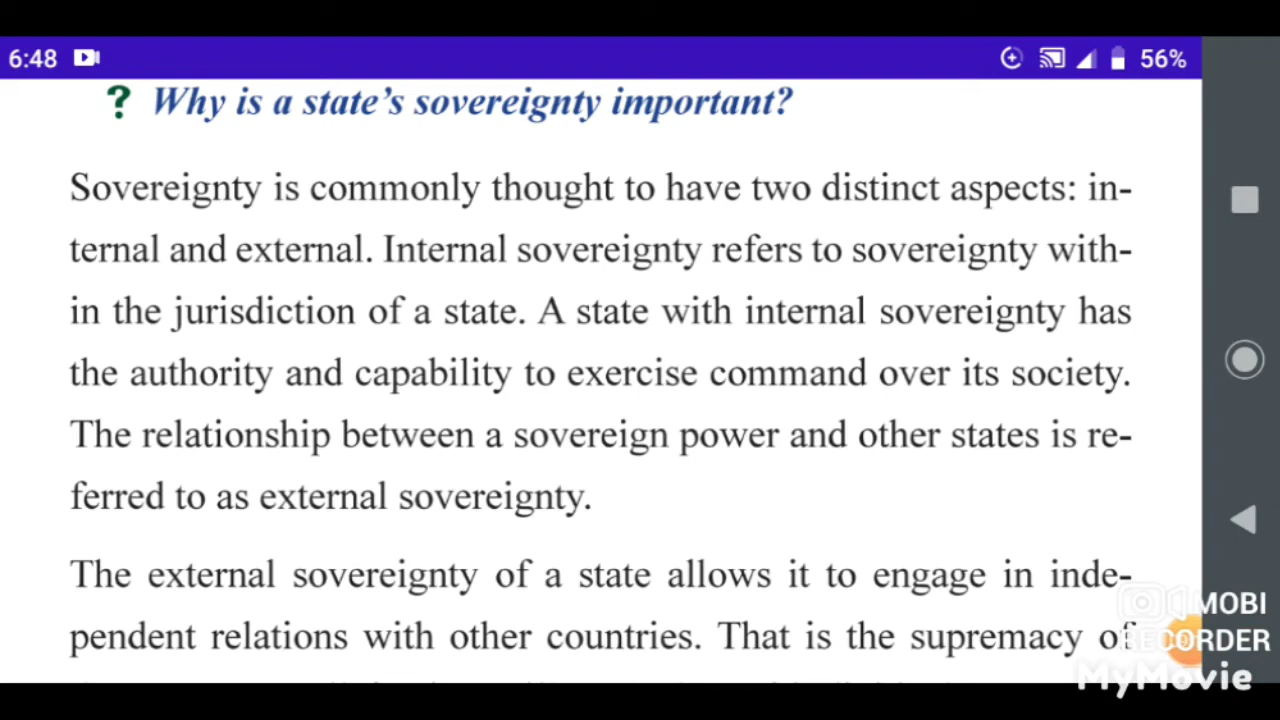 6:48 56%
? Why is a state's sovereignty important?
Sovereignty is commonly thought to have two distinct aspects: in-
ternal and external. Internal sovereignty refers to sovereignty with-
in the jurisdiction of a state. A state with internal sovereignty has
the authority and capability to exercise command over its society.
The relationship between a sovereign power and other states is re-
ferred to as external sovereignty.
The external sovereignty of a state allows it to engage in inde-
pendent relations with other countries. That is the supremacy of
MOBI
RECORDER
MyMovie